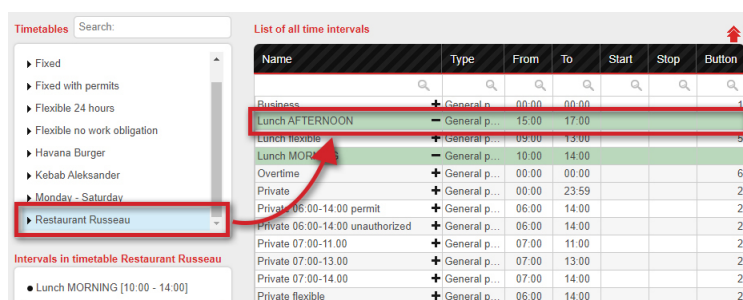 Timetables Search:
Fixed
Fixed with permits
Flexible 24 hours
Flexible no work obligation
Havana Burger
Kebab Aleksander
Monday - Saturday
Restaurant Russeau
Intervals in timetable Restaurant Russeau
Lunch MORNING [10:00 - 14:00]
List of all time intervals
Name Type From To Start Stop Button
Business General p... 00:00 00:00 1
Lunch AFTERNOON General p... 15:00 17:00
Lunch flexible General p... 09:00 13:00 5
Lunch MORNING General p... 10:00 14:00
Overtime General p... 00:00 00:00 6
Private General p... 00:00 23:59 2
Private 06:00-14:00 permit General p... 06:00 14:00 2
Private 06:00-14:00 unauthorized General p... 06:00 14:00 2
Private 07:00-11.00 General p... 07:00 11:00 2
Private 07:00-13.00 General p... 07:00 13:00 2
Private 07:00-14.00 General p... 07:00 14:00 2
Private flexible General p... 06:00 14:00 2